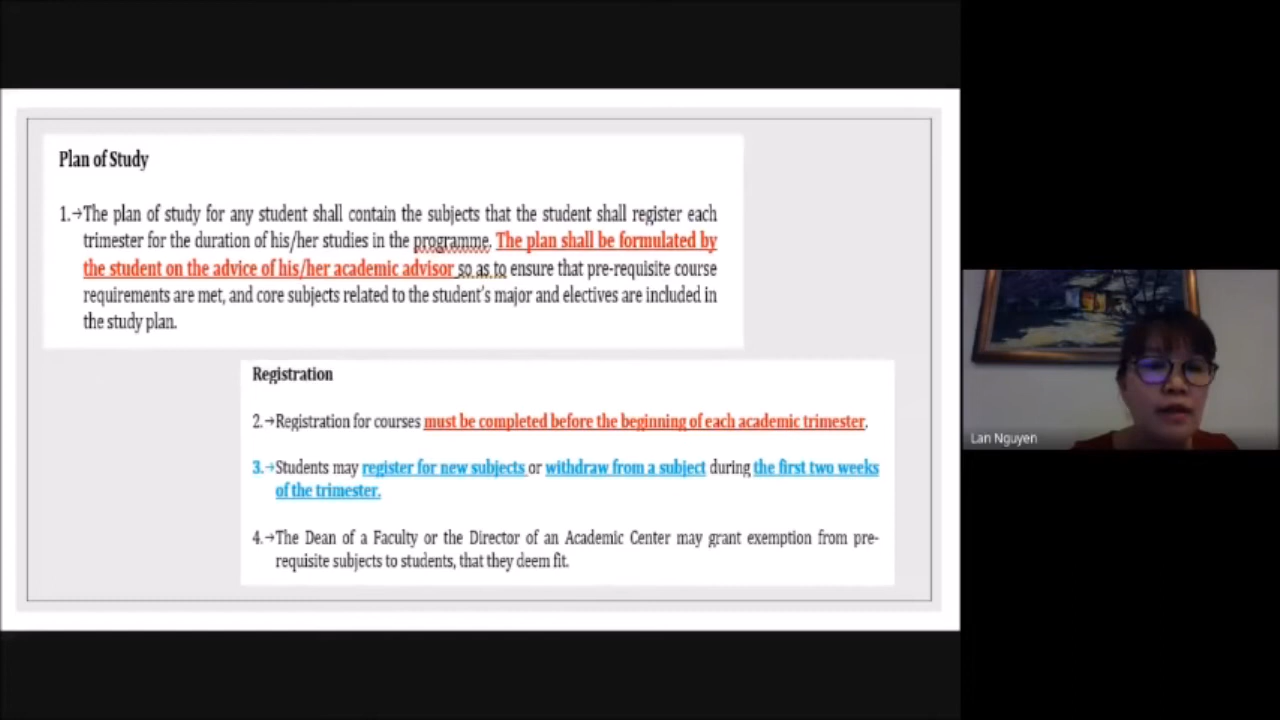 Plan of Study
1.→The plan of study for any student shall contain the subjects that the student shall register each
trimester for the duration of his/her studies in the programme. The plan shall be formulated by
the student on the advice of his/her academic advisor so as to ensure that pre-requisite course
requirements are met, and core subjects related to the student's major and electives are included in
the study plan.
Registration
2.→Registration for courses must be completed before the beginning of each academic trimester.
3.→Students may register for new subjects or withdraw from a subject during the first two weeks
of the trimester.
4.→The Dean of a Faculty or the Director of an Academic Center may grant exemption from pre-
requisite subjects to students, that they deem fit.
Lan Nguyen